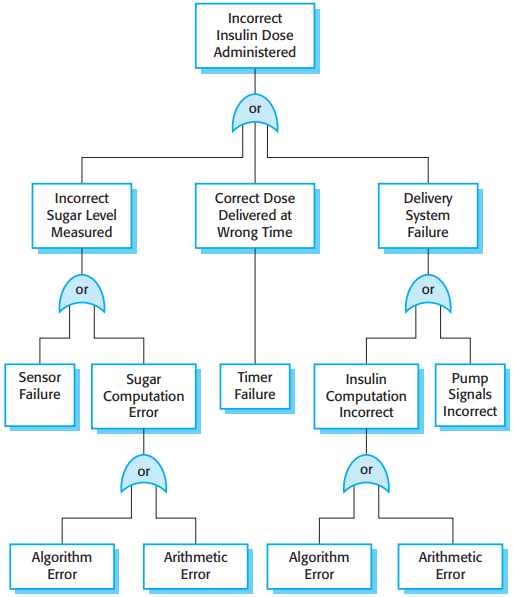 Incorrect
Insulin Dose
Administered
or
Incorrect
Sugar Level
Measured
Correct Dose
Delivered at
Wrong Time
Delivery
System
Failure
or
or
Sensor
Failure
Sugar
Computation
Error
Timer
Failure
Insulin
Computation
Incorrect
Pump
Signals
Incorrect
or
or
Algorithm
Error
Arithmetic
Error
Algorithm
Error
Arithmetic
Error